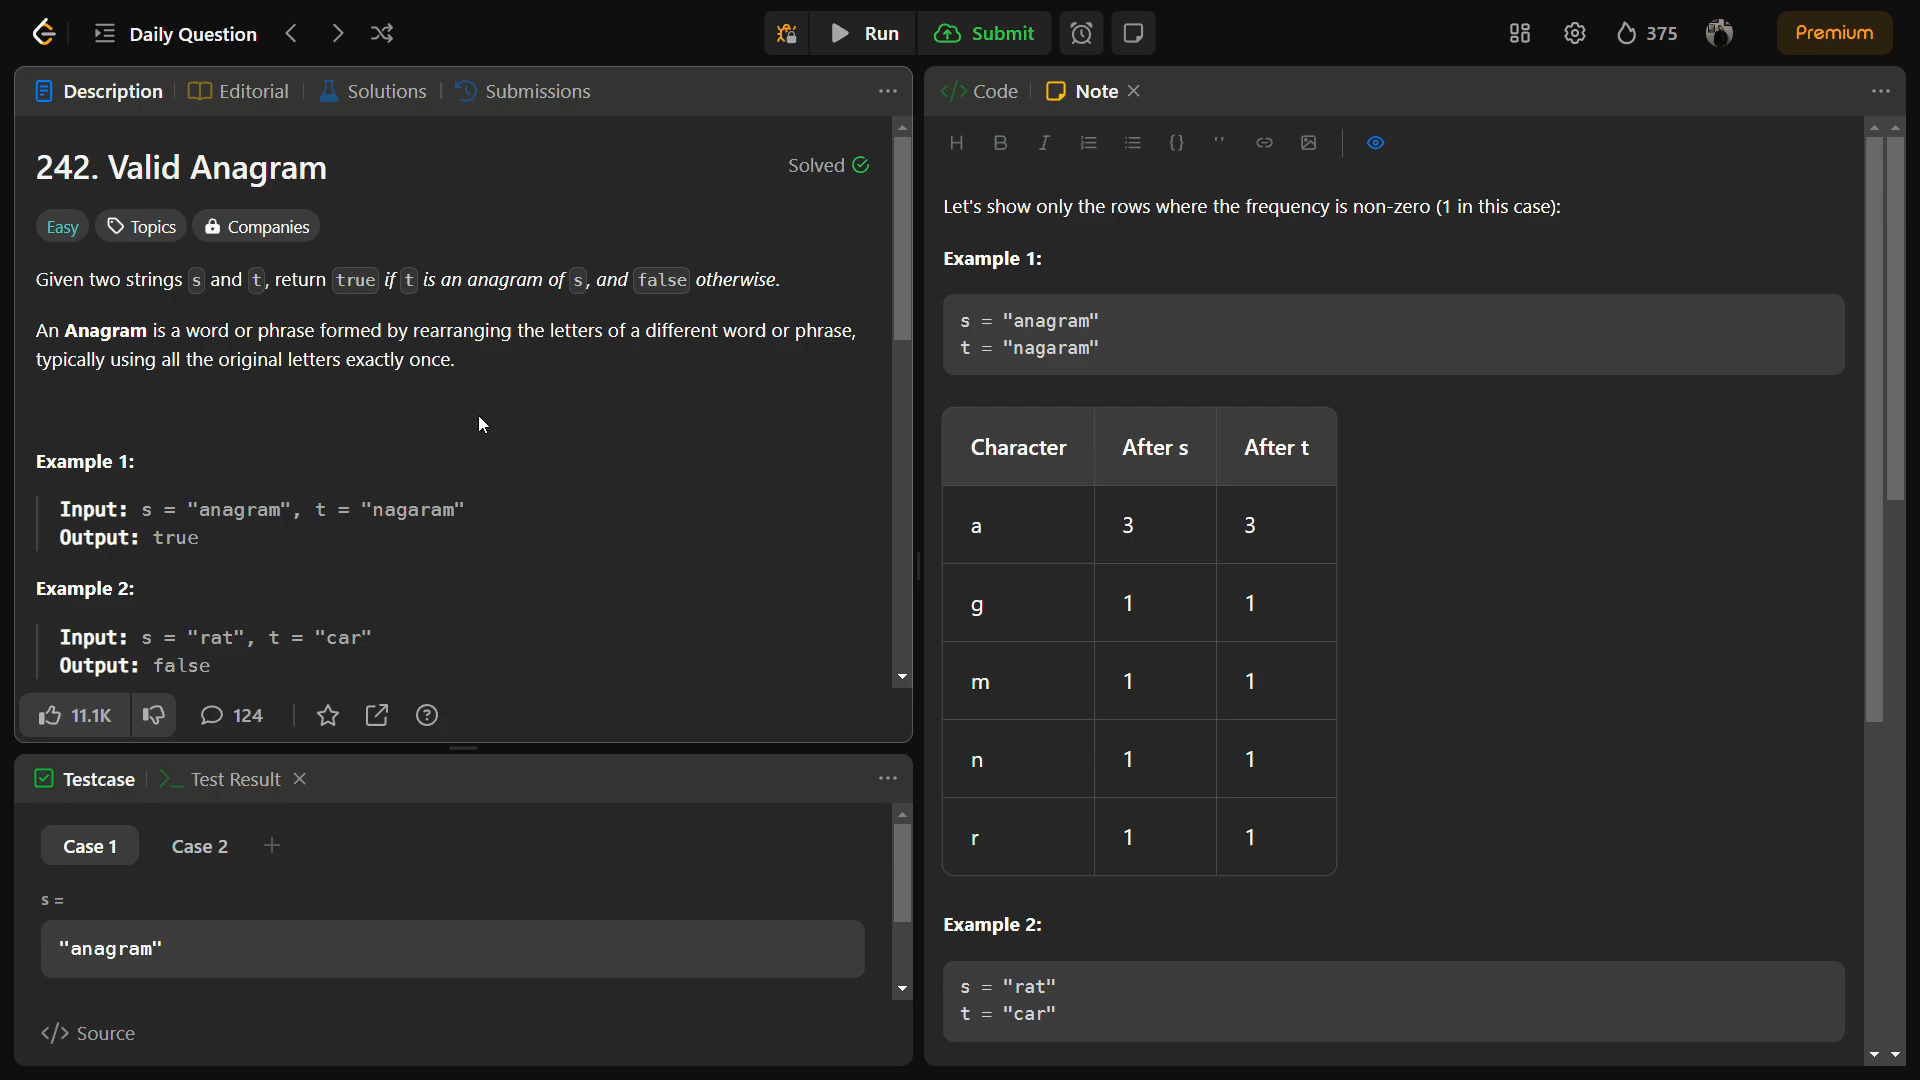 Daily Question
Run
Submit
375
Premium
Description
Editorial
Solutions
Submissions
242. Valid Anagram
Solved
Easy
Topics
Companies
Given two strings s and t, return true if t is an anagram of s, and false otherwise.
An Anagram is a word or phrase formed by rearranging the letters of a different word or phrase,
typically using all the original letters exactly once.
Example 1:
Input: s = "anagram", t = "nagaram"
Output: true
Example 2:
Input: s = "rat", t = "car"
Output: false
11.1K
124
Testcase
>_ Test Result
Case 1
Case 2
+
s =
"anagram"
</> Source
</> Code
Note
H B I {} "
Let's show only the rows where the frequency is non-zero (1 in this case):
Example 1:
s = "anagram"
t = "nagaram"
Character After s After t
a 3 3
g 1 1
m 1 1
n 1 1
r 1 1
Example 2:
s = "rat"
t = "car"